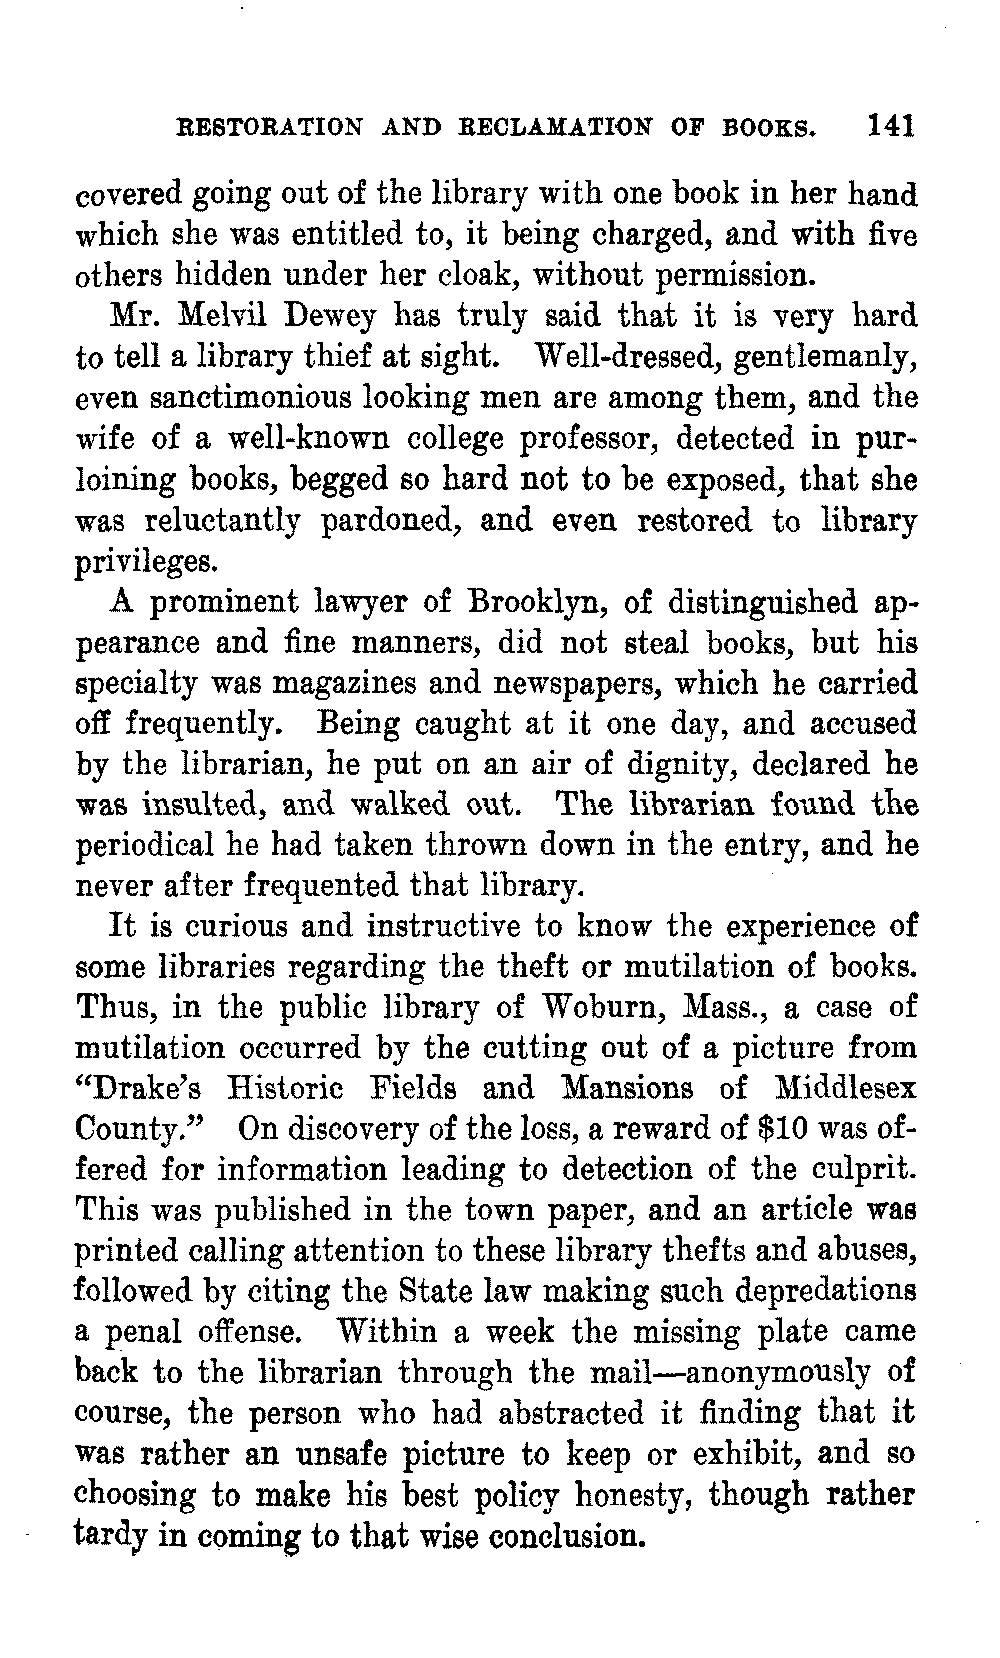 RESTORATION AND RECLAMATION OF BOOKS. 141
covered going out of the library with one book in her hand
which she was entitled to, it being charged, and with five
others hidden under her cloak, without permission.
Mr. Melvil Dewey has truly said that it is very hard
to tell a library thief at sight. Well-dressed, gentlemanly,
even sanctimonious looking men are among them, and the
wife of a well-known college professor, detected in pur-
loining books, begged so hard not to be exposed, that she
was reluctantly pardoned, and even restored to library
privileges.
A prominent lawyer of Brooklyn, of distinguished ap-
pearance and fine manners, did not steal books, but his
specialty was magazines and newspapers, which he carried
off frequently. Being caught at it one day, and accused
by the librarian, he put on an air of dignity, declared he
was insulted, and walked out. The librarian found the
periodical he had taken thrown down in the entry, and he
never after frequented that library.
It is curious and instructive to know the experience of
some libraries regarding the theft or mutilation of books.
Thus, in the public library of Woburn, Mass., a case of
mutilation occurred by the cutting out of a picture from
“Drake’s Historic Fields and Mansions of Middlesex
County.” On discovery of the loss, a reward of $10 was of-
fered for information leading to detection of the culprit.
This was published in the town paper, and an article was
printed calling attention to these library thefts and abuses,
followed by citing the State law making such depredations
a penal offense. Within a week the missing plate came
back to the librarian through the mail—anonymously of
course, the person who had abstracted it finding that it
was rather an unsafe picture to keep or exhibit, and so
choosing to make his best policy honesty, though rather
tardy in coming to that wise conclusion.